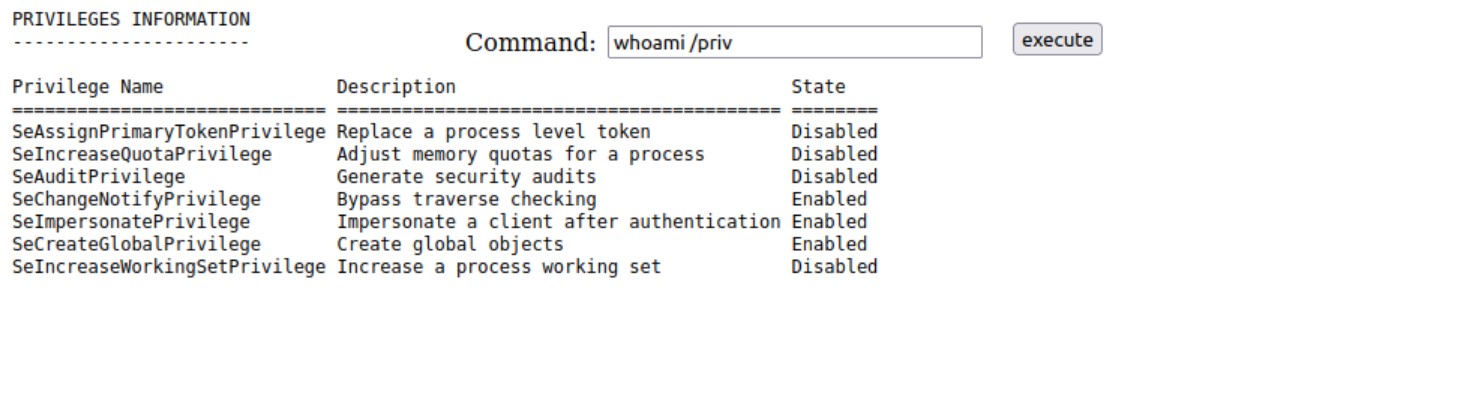 PRIVILEGES INFORMATION
----------------------
Command: whoami /priv execute
Privilege Name Description State
============================= ========================================= ========
SeAssignPrimaryTokenPrivilege Replace a process level token Disabled
SeIncreaseQuotaPrivilege Adjust memory quotas for a process Disabled
SeAuditPrivilege Generate security audits Disabled
SeChangeNotifyPrivilege Bypass traverse checking Enabled
SeImpersonatePrivilege Impersonate a client after authentication Enabled
SeCreateGlobalPrivilege Create global objects Enabled
SeIncreaseWorkingSetPrivilege Increase a process working set Disabled